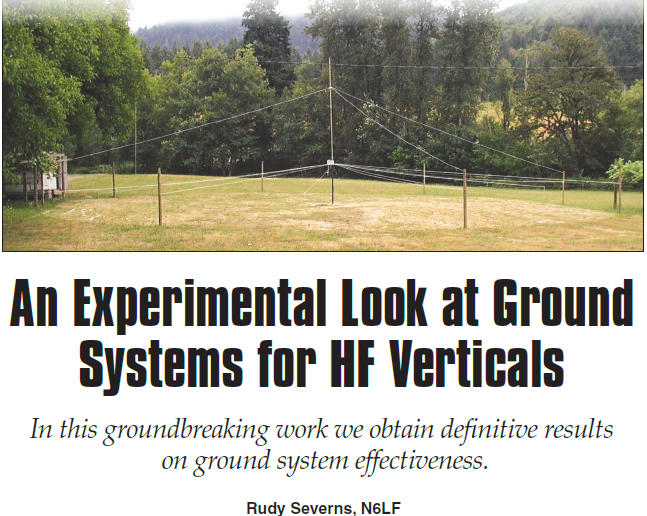 An Experimental Look at Ground
Systems for HF Verticals
In this groundbreaking work we obtain definitive results
on ground system effectiveness.
Rudy Severns, N6LF